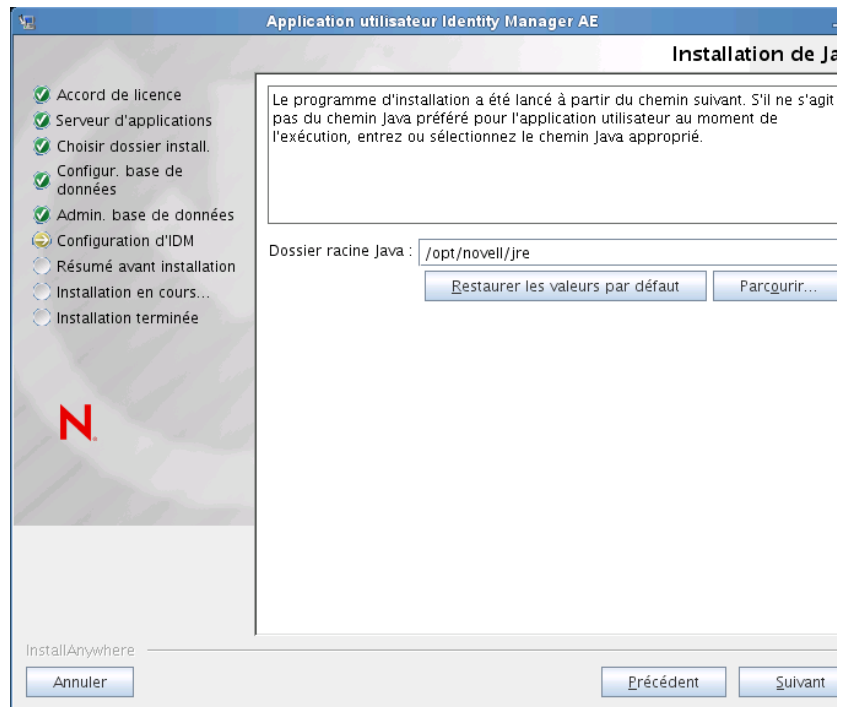 Application utilisateur Identity Manager AE
Installation de Ja
Accord de licence
Serveur d'applications
Choisir dossier install.
Configur. base de
données
Admin. base de données
Configuration d'IDM
Résumé avant installation
Installation en cours...
Installation terminée
N.
Le programme d'installation a été lancé à partir du chemin suivant. S'il ne s'agit
pas du chemin Java préféré pour l'application utilisateur au moment de
l'exécution, entrez ou sélectionnez le chemin Java approprié.
Dossier racine Java :
/opt/novell/jre
Restaurer les valeurs par défaut
Parcourir...
InstallAnywhere
Annuler
Précédent
Suivant